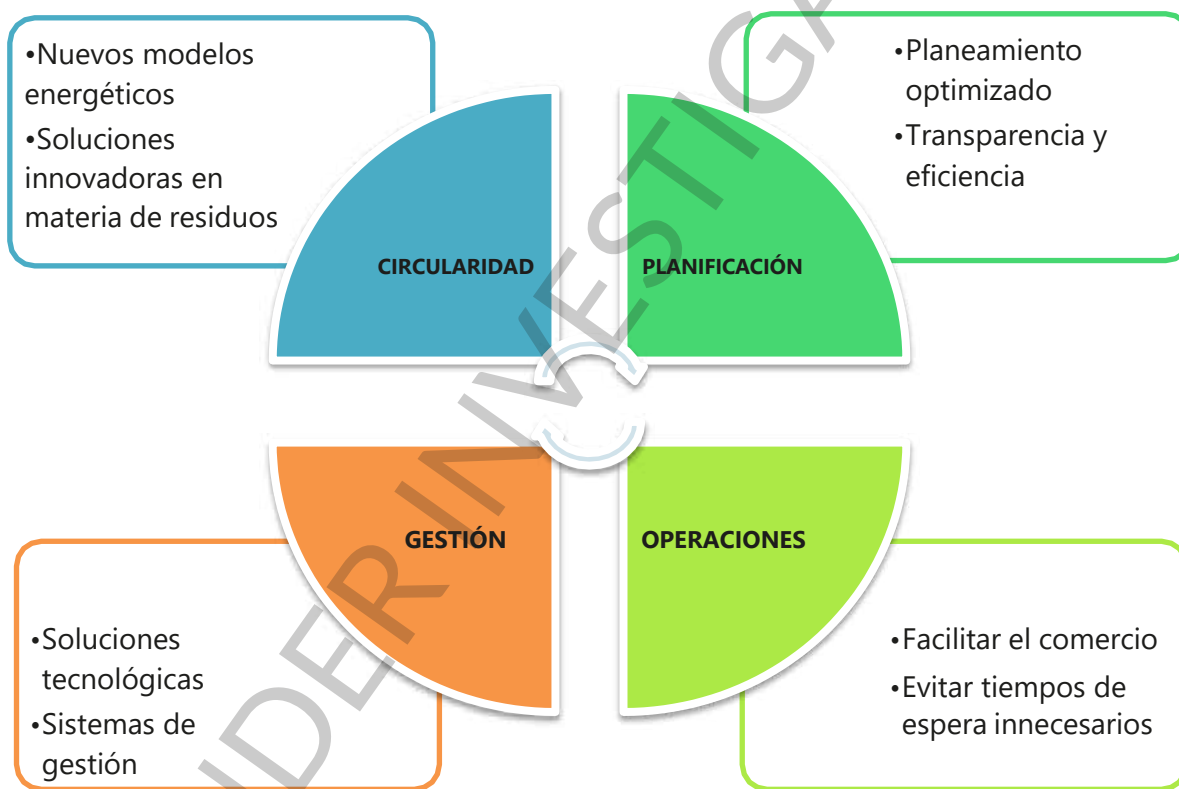 •Nuevos modelos
energéticos
•Soluciones
innovadoras en
materia de residuos
•Planeamiento
optimizado
•Transparencia y
eficiencia
CIRCULARIDAD
PLANIFICACIÓN
GESTIÓN
OPERACIONES
•Soluciones
tecnológicas
•Sistemas de
gestión
•Facilitar el comercio
•Evitar tiempos de
espera innecesarios